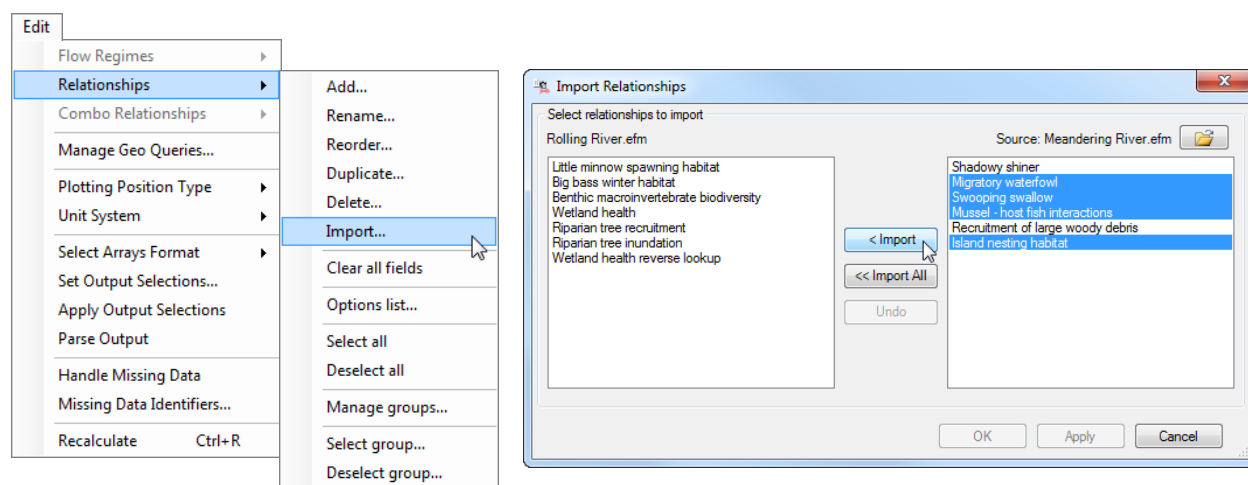 Edit
Flow Regimes
Relationships
Combo Relationships
Manage Geo Queries...
Plotting Position Type
Unit System
Select Arrays Format
Set Output Selections...
Apply Output Selections
Parse Output
Handle Missing Data
Missing Data Identifiers...
Recalculate Ctrl+R
Add...
Rename...
Reorder...
Duplicate...
Delete...
Import...
Clear all fields
Options list...
Select all
Deselect all
Manage groups...
Select group...
Deselect group...
Import Relationships
Select relationships to import
Rolling River.efm
Source: Meandering River.efm
Little minnow spawning habitat
Big bass winter habitat
Benthic macroinvertebrate biodiversity
Wetland health
Riparian tree recruitment
Riparian tree inundation
Wetland health reverse lookup
< Import
<< Import All
Undo
Shadowy shiner
Migratory waterfowl
Swooping swallow
Mussel - host fish interactions
Recruitment of large woody debris
Island nesting habitat
OK
Apply
Cancel